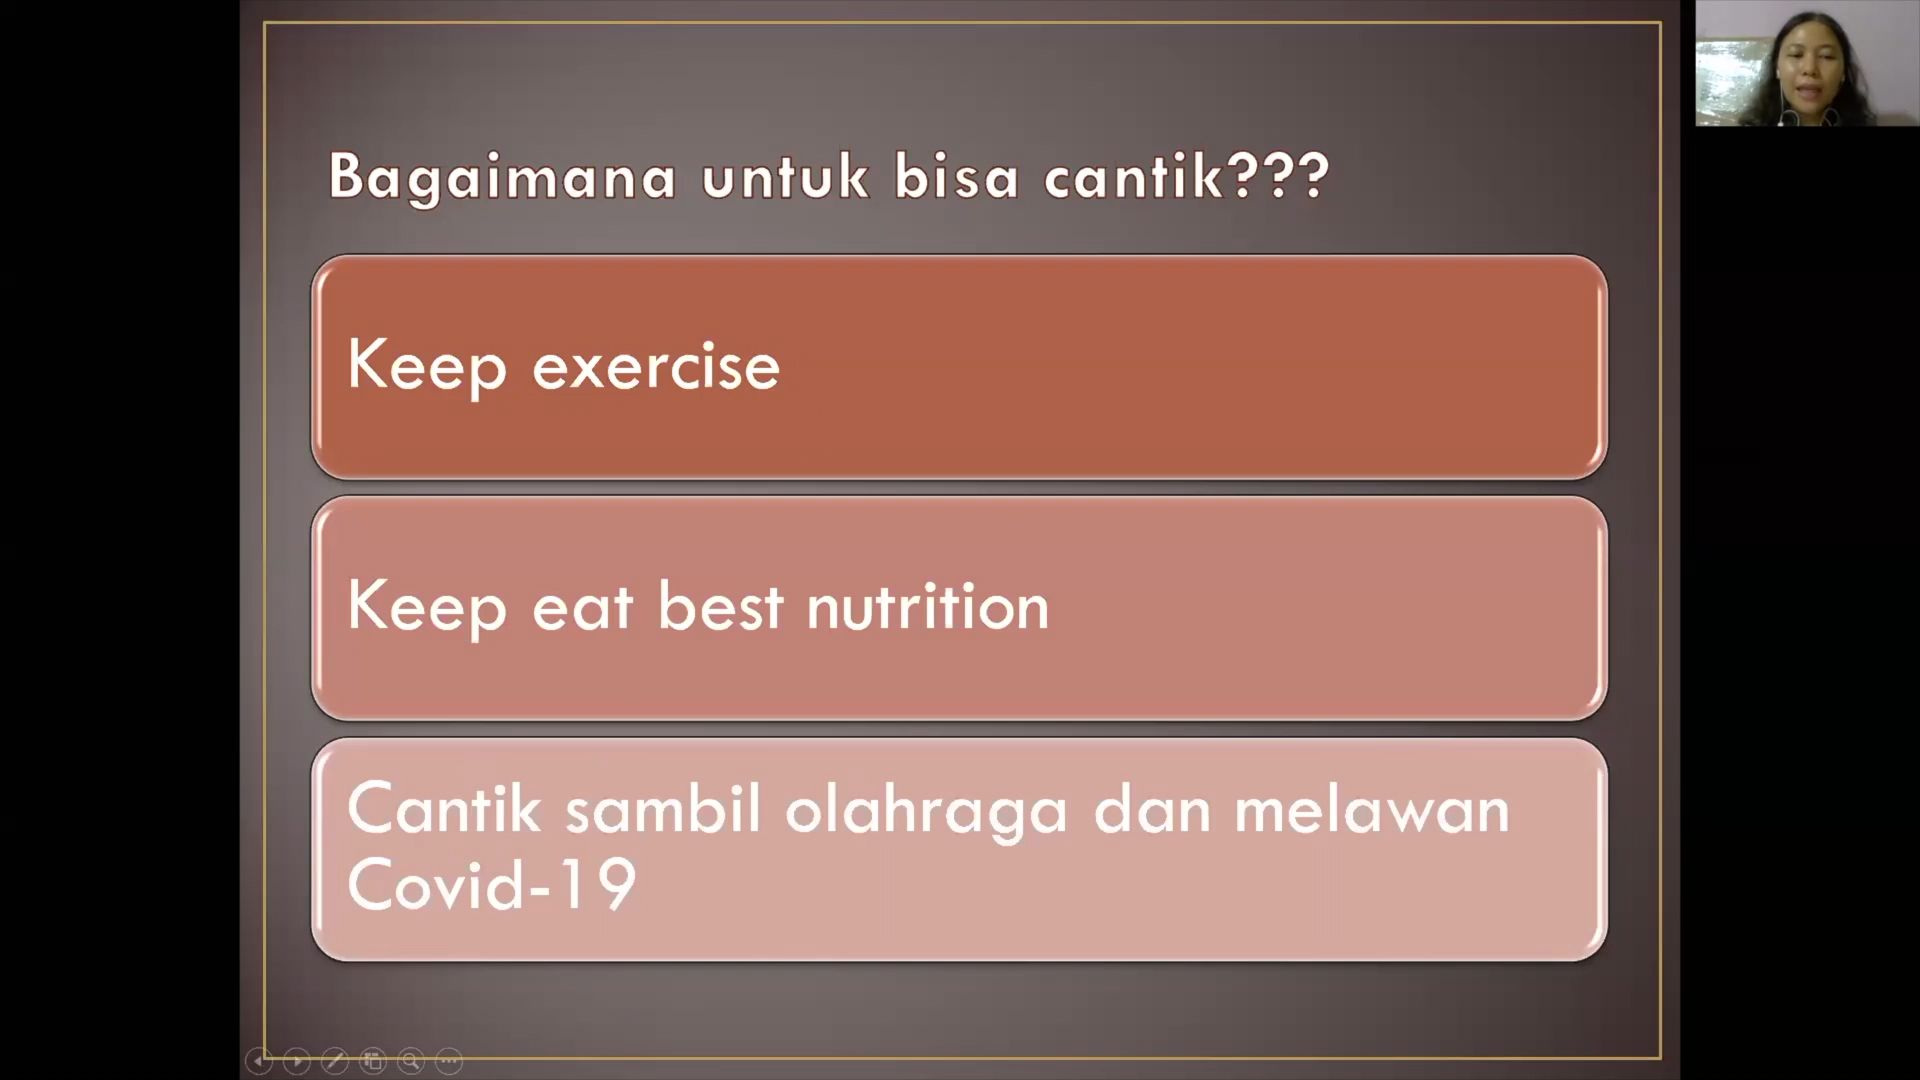 Bagaimana untuk bisa cantik???
Keep exercise
Keep eat best nutrition
Cantik sambil olahraga dan melawan
Covid-19